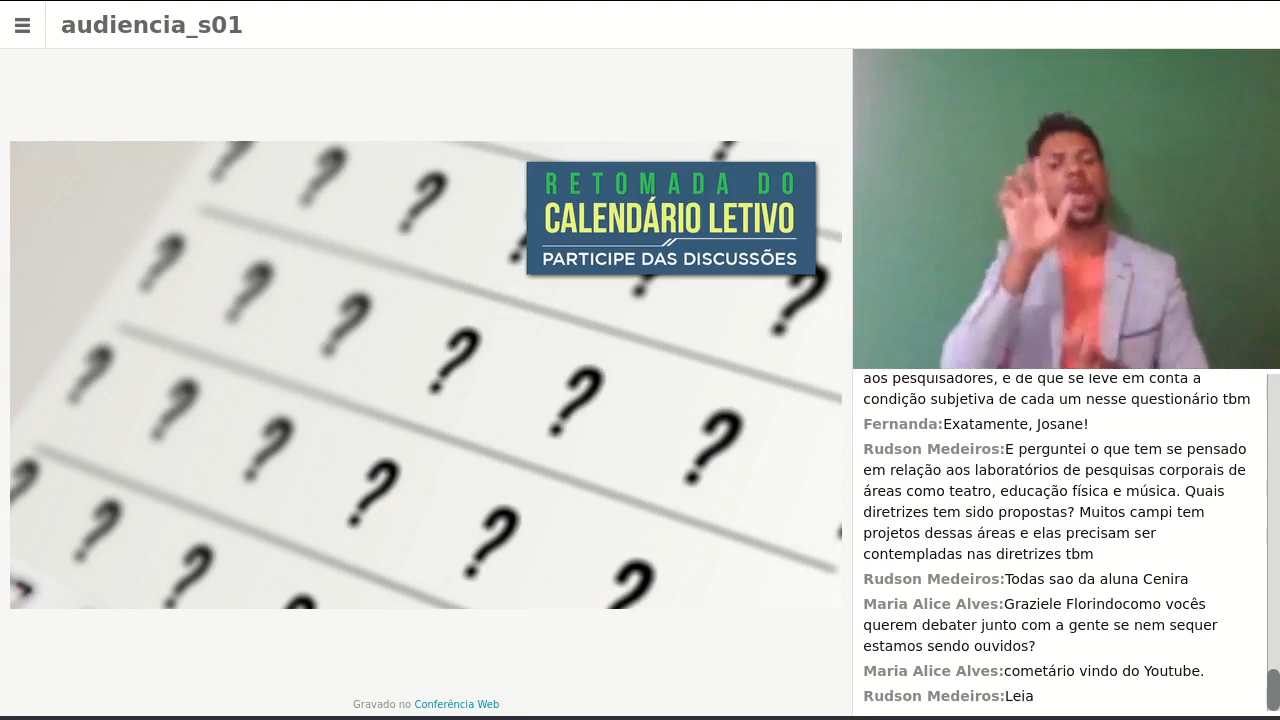 audiencia_s01
RETOMADA DO
CALENDÁRIO LETIVO
PARTICIPE DAS DISCUSSÕES
? ? ?
? ? ? ? ? ?
? ? ? ? ?
? ? ? ?
Gravado no Conferência Web
aos pesquisadores, e de que se leve em conta a
condição subjetiva de cada um nesse questionário tbm
Fernanda:Exatamente, Josane!
Rudson Medeiros:E perguntei o que tem se pensado
em relação aos laboratórios de pesquisas corporais de
áreas como teatro, educação física e música. Quais
diretrizes tem sido propostas? Muitos campi tem
projetos dessas áreas e elas precisam ser
contempladas nas diretrizes tbm
Rudson Medeiros:Todas sao da aluna Cenira
Maria Alice Alves:Graziele Florindocomo vocês
querem debater junto com a gente se nem sequer
estamos sendo ouvidos?
Maria Alice Alves:cometário vindo do Youtube.
Rudson Medeiros:Leia